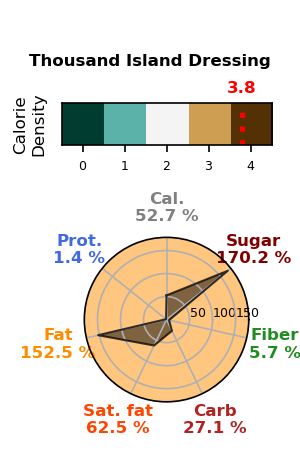 Thousand Island Dressing
3.8
Calorie
Density
0 1 2 3 4
Cal.
52.7 %
Prot.
1.4 %
Sugar
170.2 %
50 100 150
Fat
152.5 %
Fiber
5.7 %
Sat. fat
62.5 %
Carb
27.1 %